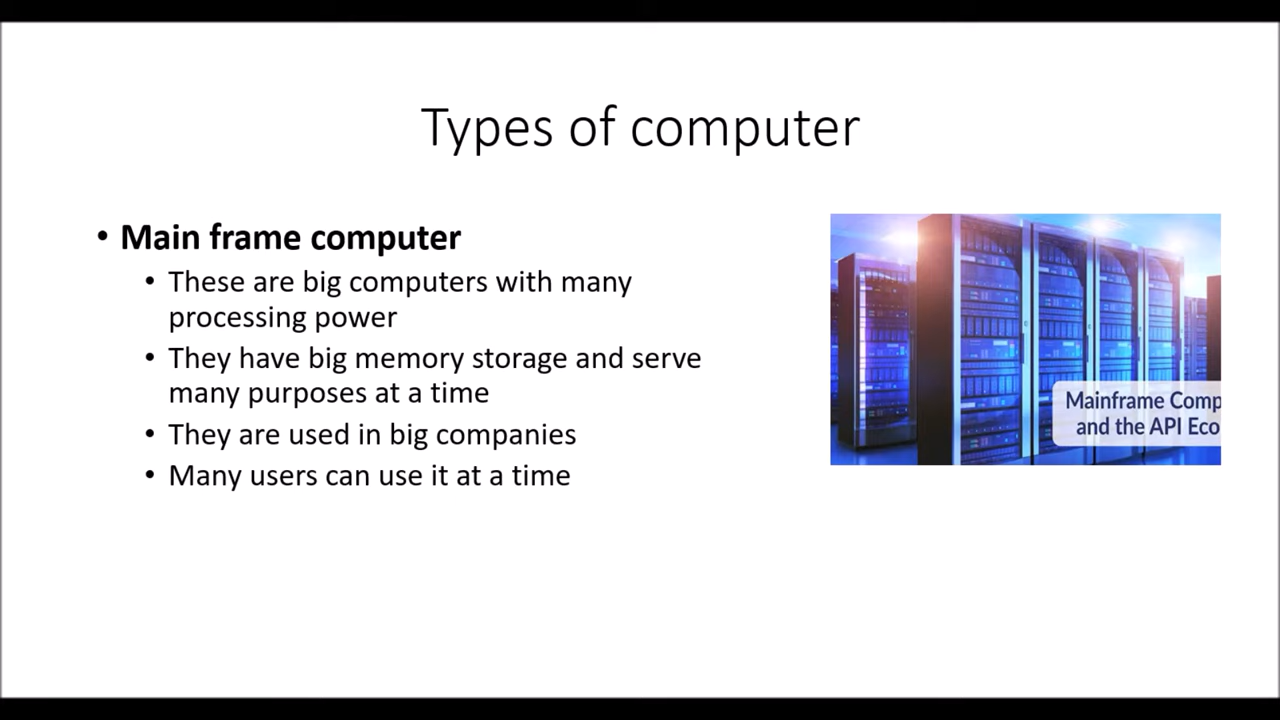 Types of computer
• Main frame computer
• These are big computers with many
processing power
• They have big memory storage and serve
many purposes at a time
• They are used in big companies
• Many users can use it at a time
Mainframe Comp
and the API Eco